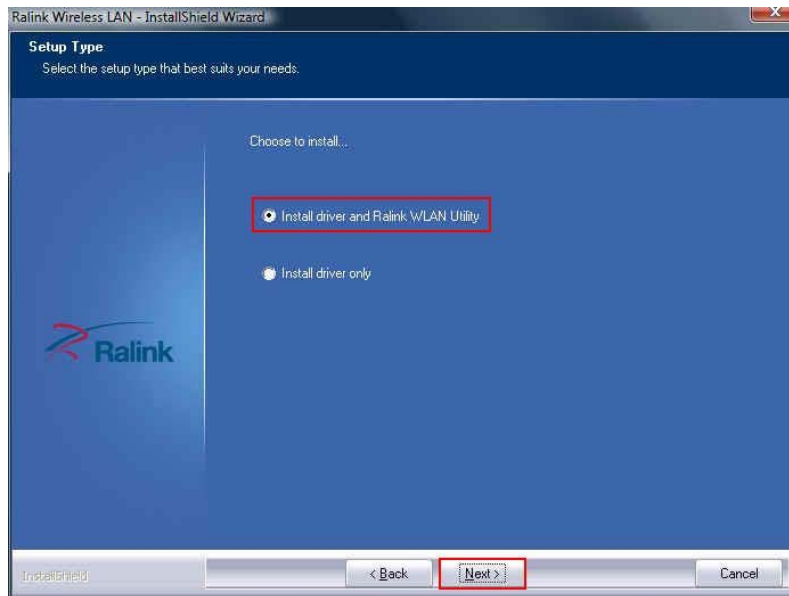 Ralink Wireless LAN - InstallShield Wizard
Setup Type
Select the setup type that best suits your needs.
Choose to install...
Install driver and Ralink WLAN Utility
Install driver only
Ralink
InstallShield
< Back
Next >
Cancel